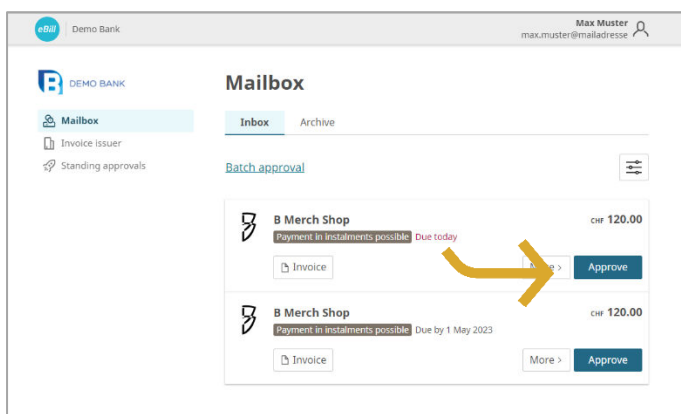 eBill Demo Bank
Max Muster
max.muster@mailadresse
DEMO BANK
Mailbox
Invoice issuer
Standing approvals
Mailbox
Inbox Archive
Batch approval
B Merch Shop CHF 120.00
Payment in instalments possible Due today
Invoice More > Approve
B Merch Shop CHF 120.00
Payment in instalments possible Due by 1 May 2023
Invoice More > Approve